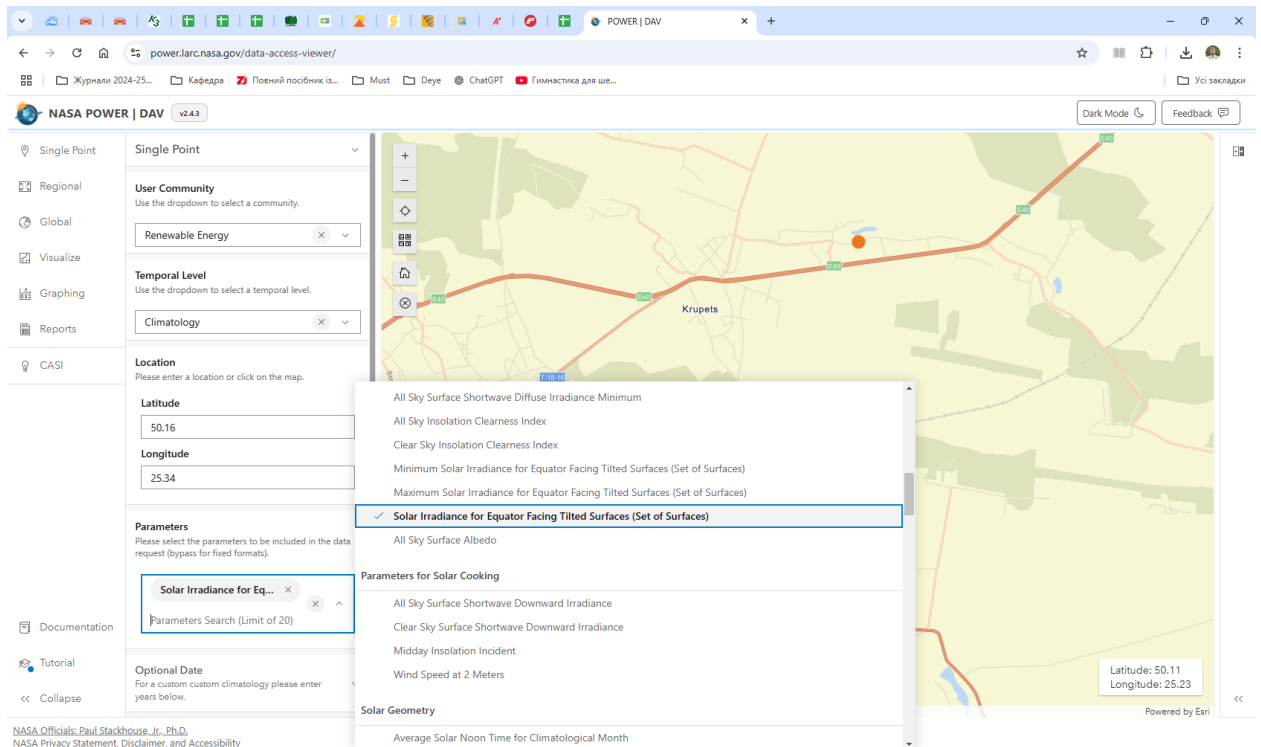 POWER | DAV
power.larc.nasa.gov/data-access-viewer/
Журнали 2024-25...
Кафедра
Повний посібник із...
Must
Deye
ChatGPT
Гимнастика для ше...
Усі закладки
NASA POWER | DAV
v2.4.3
Dark Mode
Feedback
Single Point
Regional
Global
Visualize
Graphing
Reports
CASI
Documentation
Tutorial
Collapse
Single Point
User Community
Use the dropdown to select a community.
Renewable Energy
Temporal Level
Use the dropdown to select a temporal level.
Climatology
Location
Please enter a location or click on the map.
Latitude
50.16
Longitude
25.34
Parameters
Please select the parameters to be included in the data
request (bypass for fixed formats).
Solar Irradiance for Eq...
Parameters Search (Limit of 20)
Optional Date
For a custom custom climatology please enter
years below.
E40
E40
E40
E40
E40
Krupets
T-18-16
All Sky Surface Shortwave Diffuse Irradiance Minimum
All Sky Insolation Clearness Index
Clear Sky Insolation Clearness Index
Minimum Solar Irradiance for Equator Facing Tilted Surfaces (Set of Surfaces)
Maximum Solar Irradiance for Equator Facing Tilted Surfaces (Set of Surfaces)
Solar Irradiance for Equator Facing Tilted Surfaces (Set of Surfaces)
All Sky Surface Albedo
Parameters for Solar Cooking
All Sky Surface Shortwave Downward Irradiance
Clear Sky Surface Shortwave Downward Irradiance
Midday Insolation Incident
Wind Speed at 2 Meters
Solar Geometry
Average Solar Noon Time for Climatological Month
Latitude: 50.11
Longitude: 25.23
Powered by Esri
NASA Officials: Paul Stackhouse, Jr., Ph.D.
NASA Privacy Statement, Disclaimer, and Accessibility